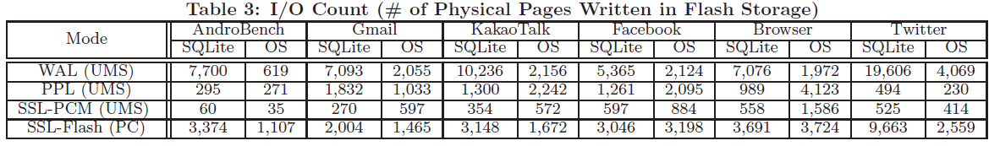 Table 3: I/O Count (# of Physical Pages Written in Flash Storage)
Mode AndroBench Gmail KakaoTalk Facebook Browser Twitter
SQLite OS SQLite OS SQLite OS SQLite OS SQLite OS SQLite OS
WAL (UMS) 7,700 619 7,093 2,055 10,236 2,156 5,365 2,124 7,076 1,972 19,606 4,069
PPL (UMS) 295 271 1,832 1,033 1,300 2,242 1,261 2,095 989 4,123 494 230
SSL-PCM (UMS) 60 35 270 597 354 572 597 884 558 1,586 525 414
SSL-Flash (PC) 3,374 1,107 2,004 1,465 3,148 1,672 3,046 3,198 3,691 3,724 9,663 2,559